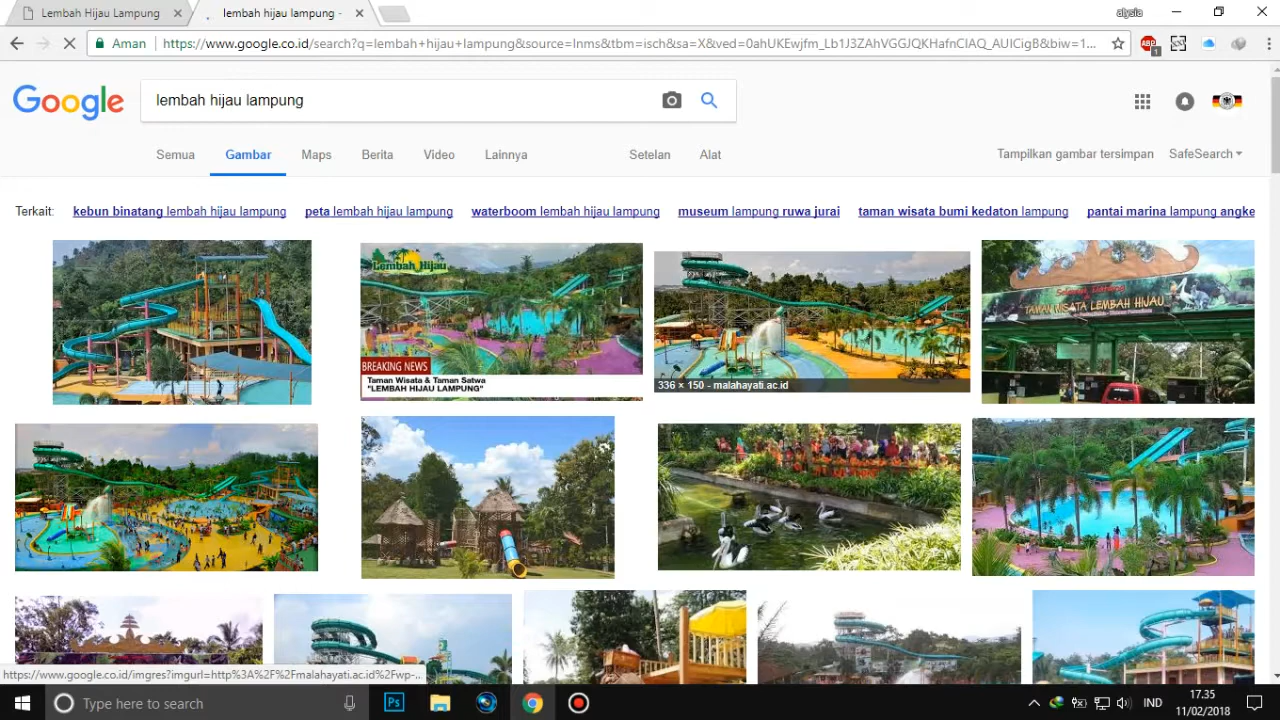 Lembah Hijau Lampung
lembah hijau lampung -
alysia
Aman
https://www.google.co.id/search?q=lembah+hijau+lampung&source=lnms&tbm=isch&sa=X&ved=0ahUKEwjfm_Lb1J3ZAhVGGJQKHafnCIAQ_AUICigB&biw=1...
ABP
1
Google
lembah hijau lampung
Semua
Gambar
Maps
Berita
Video
Lainnya
Setelan
Alat
Tampilkan gambar tersimpan
SafeSearch
Terkait:
kebun binatang lembah hijau lampung
peta lembah hijau lampung
waterboom lembah hijau lampung
museum lampung ruwa jurai
taman wisata bumi kedaton lampung
pantai marina lampung angke
Lembah Hijau
BREAKING NEWS
Taman Wisata & Taman Satwa
"LEMBAH HIJAU LAMPUNG"
336 × 150 - malahayati.ac.id
TAMAN WISATA LEMBAH HIJAU
https://www.google.co.id/imgres?imgurl=http%3A%2F%2Fmalahayati.ac.id%2Fwp-...
Type here to search
Ps
IND
17.35
11/02/2018